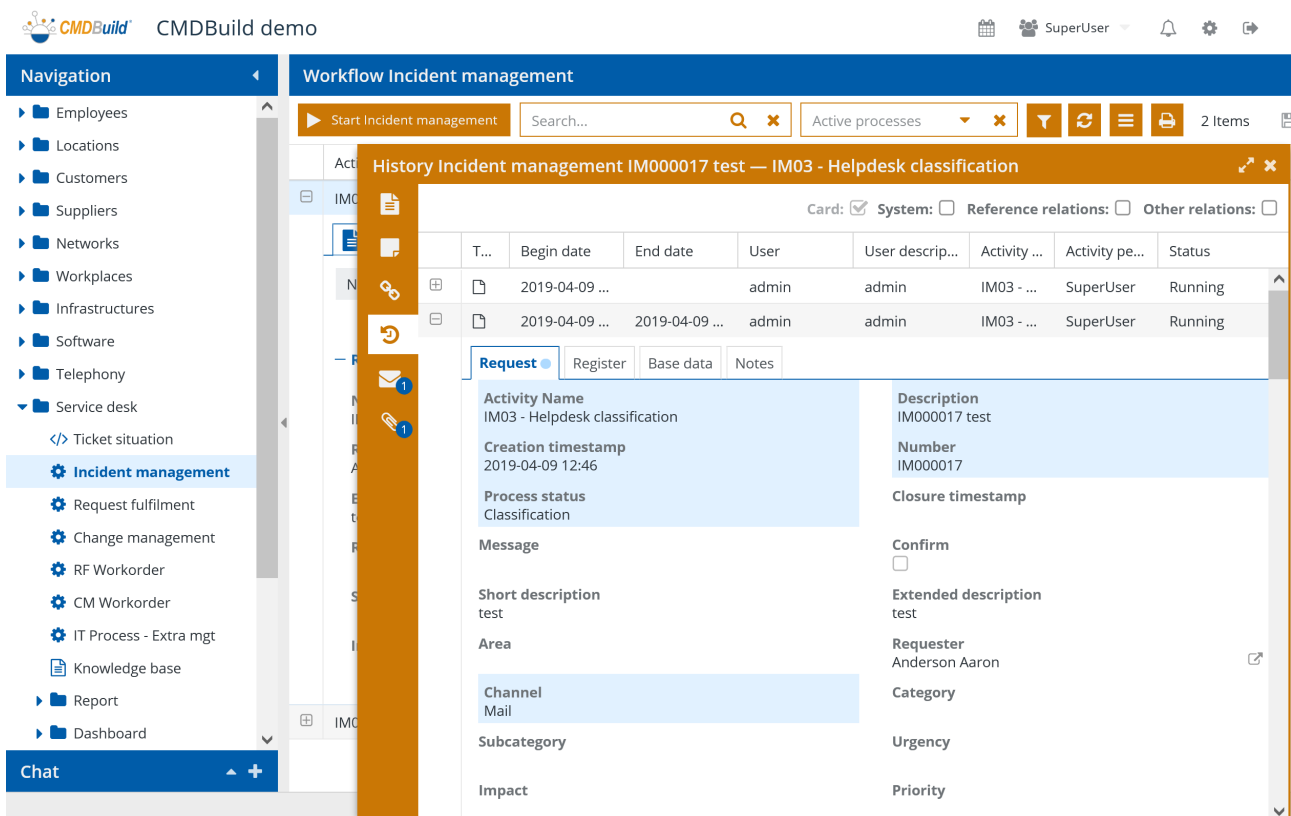 CMDBuild CMDBuild demo SuperUser
Navigation
Employees
Locations
Customers
Suppliers
Networks
Workplaces
Infrastructures
Software
Telephony
Service desk
Ticket situation
Incident management
Request fulfilment
Change management
RF Workorder
CM Workorder
IT Process - Extra mgt
Knowledge base
Report
Dashboard
Chat
Workflow Incident management
Start Incident management Search... Active processes 2 Items
History Incident management IM000017 test — IM03 - Helpdesk classification
Card: System: Reference relations: Other relations:
T... Begin date End date User User descrip... Activity ... Activity pe... Status
2019-04-09 ... admin admin IM03 - ... SuperUser Running
2019-04-09 ... 2019-04-09 ... admin admin IM03 - ... SuperUser Running
Request Register Base data Notes
Activity Name Description
IM03 - Helpdesk classification IM000017 test
Creation timestamp Number
2019-04-09 12:46 IM000017
Process status Closure timestamp
Classification
Message Confirm
Short description Extended description
test test
Area Requester
Anderson Aaron
Channel Category
Mail
Subcategory Urgency
Impact Priority
1
1